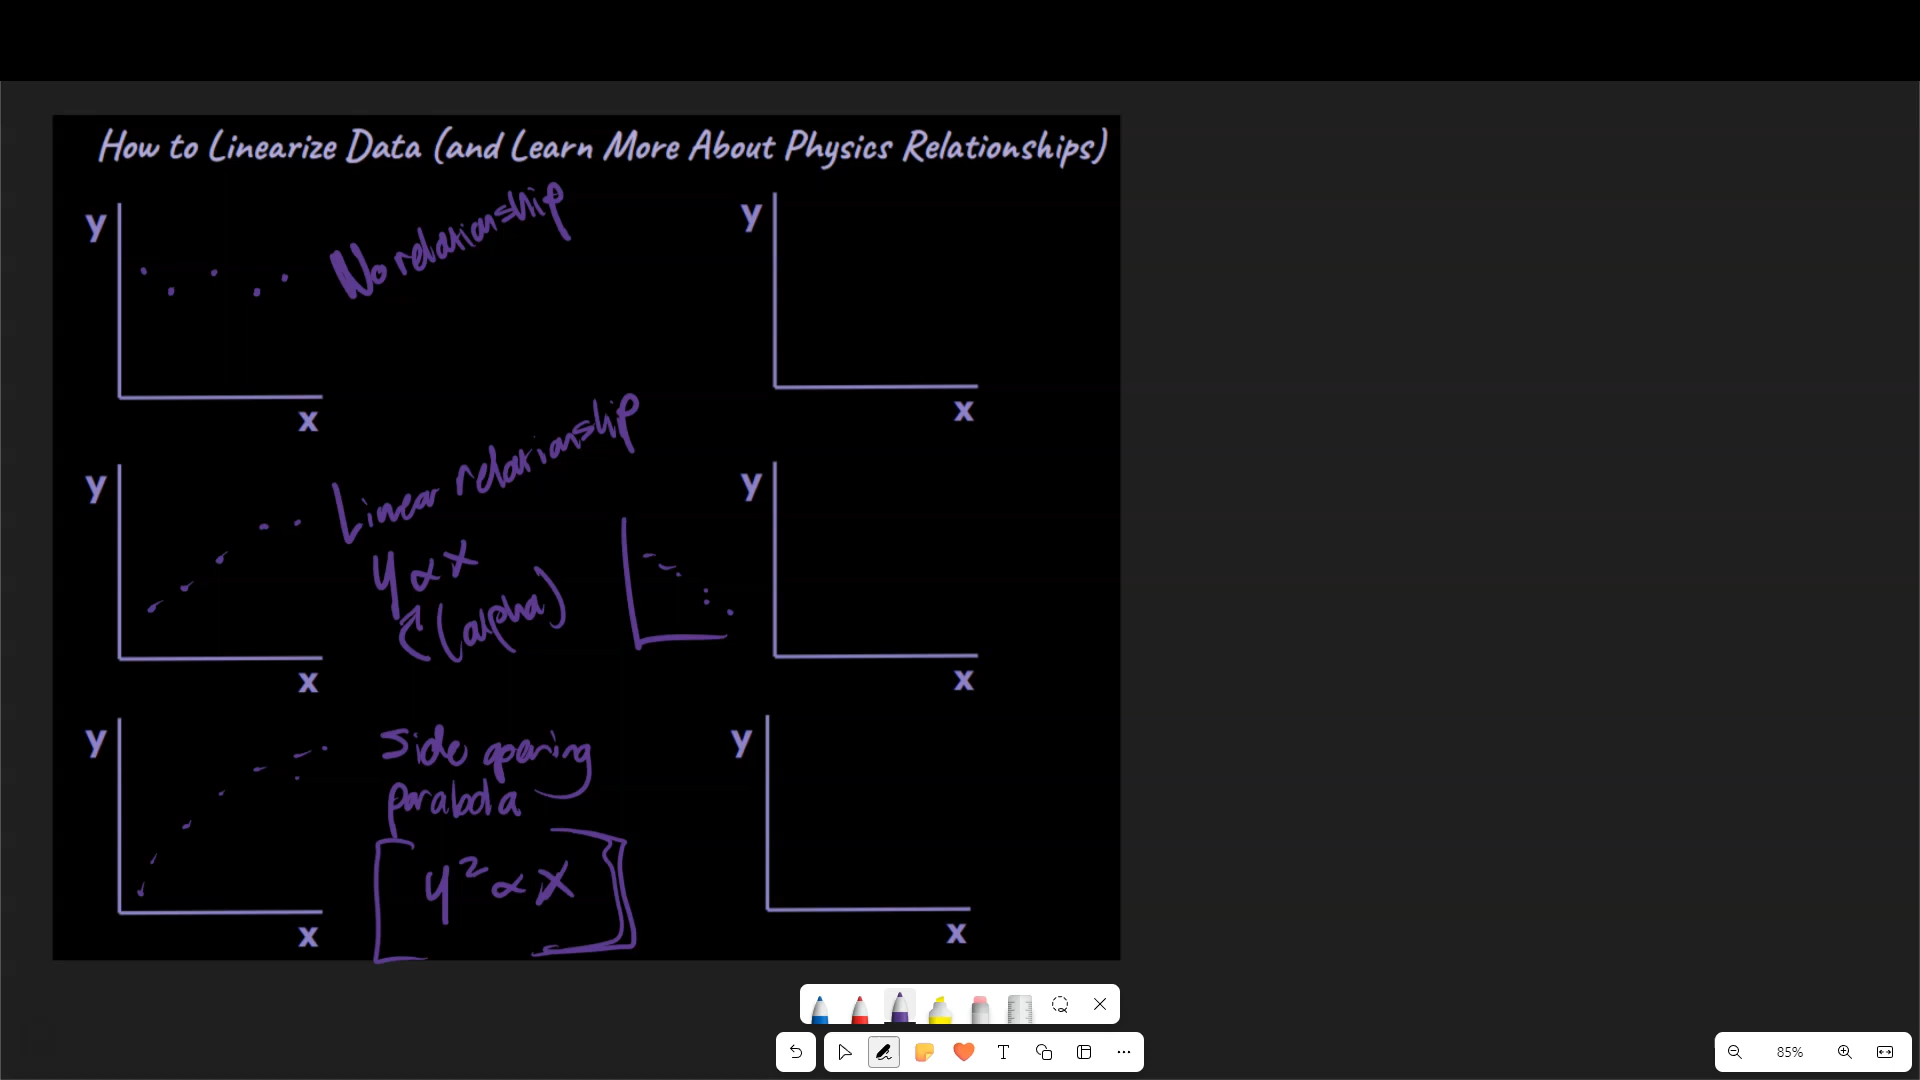 How to Linearize Data (and Learn More About Physics Relationships)
y
No relationship
x
y
Linear relationship
y ∝ x
(alpha)
x
y
Side opening
parabola
y² ∝ x
x
y
x
y
x
y
x
T
85%